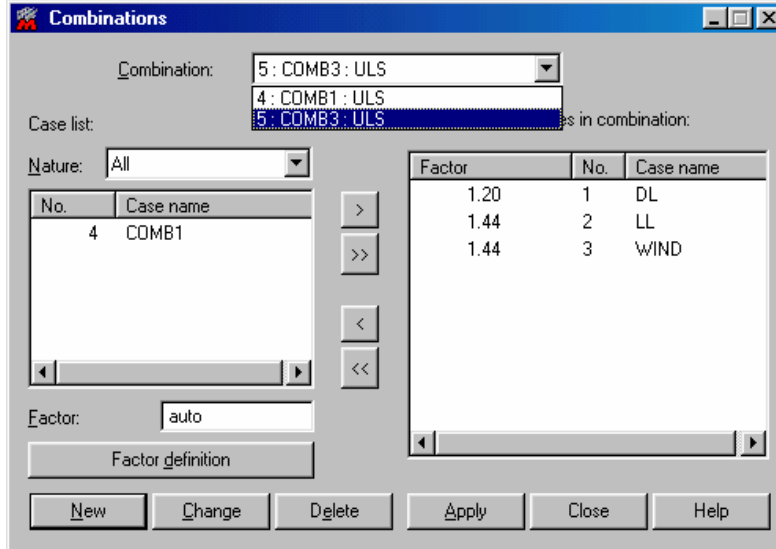 Combinations
Combination: 5 : COMB3 : ULS
4 : COMB1 : ULS
5 : COMB3 : ULS
Case list: in combination:
Nature: All
Factor No. Case name
No. Case name
1.20 1 DL
4 COMB1
1.44 2 LL
1.44 3 WIND
>
>>
<
<<
Factor: auto
Factor definition
New Change Delete Apply Close Help